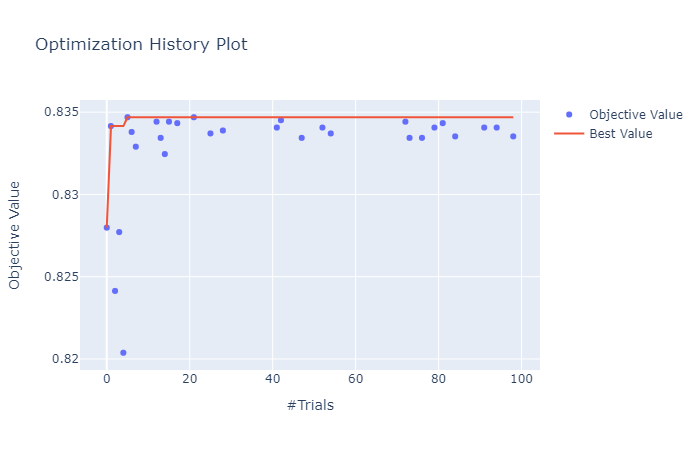 Optimization History Plot
Objective Value
Best Value
0.835
0.83
0.825
0.82
Objective Value
0
20
40
60
80
100
#Trials